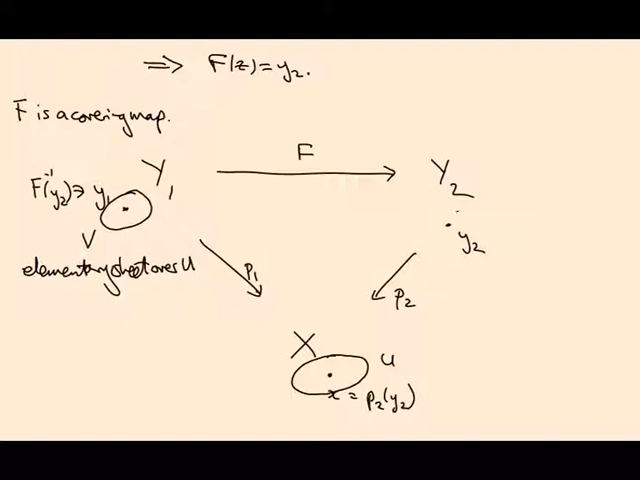 ⇒ F(z) = y₂.
F is a covering map.
Y₁ F Y₂
F⁻¹(y₂) ∋ y₁
V
elementary sheet over U
y₂
p₁ p₂
X U
x = p₂(y₂)